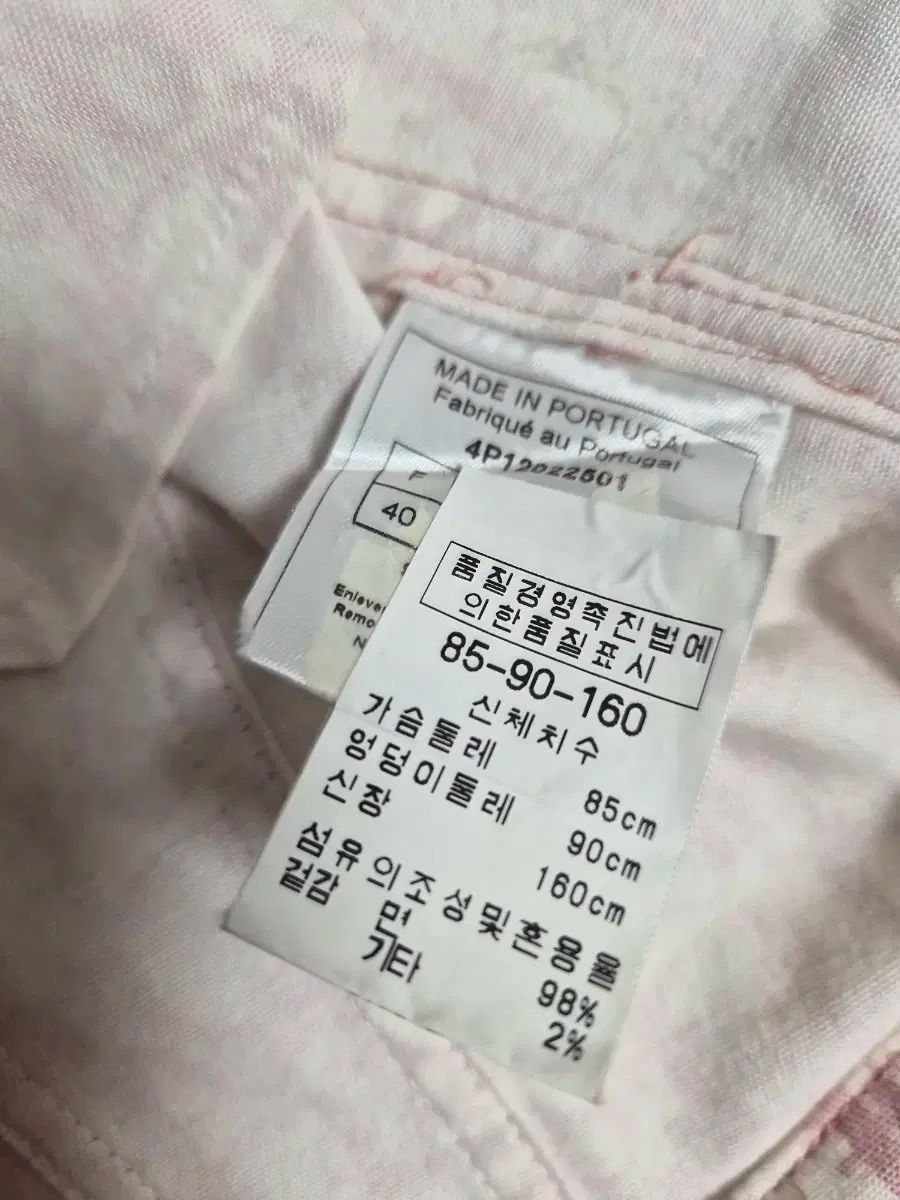 MADE IN PORTUGAL
Fabriqué au Portugal
F
40
Enlever
품질경영촉진법에
의한품질표시
85-90-160
신체치수
가슴둘레 85cm
엉덩이둘레 90cm
신장 160cm
섬유의조성및혼용율
겉감 면 98%
기타 2%